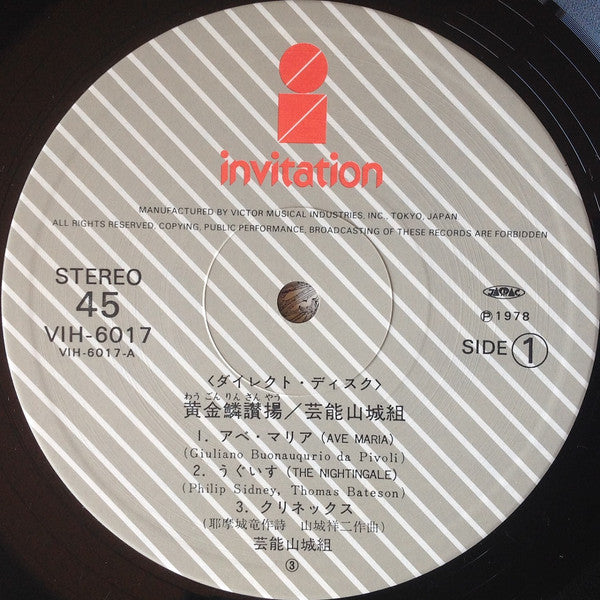 invitation
MANUFACTURED BY VICTOR MUSICAL INDUSTRIES, INC., TOKYO, JAPAN
ALL RIGHTS RESERVED, COPYING, PUBLIC PERFORMANCE, BROADCASTING OF THESE RECORDS ARE FORBIDDEN
STEREO
45
VIH-6017
VIH-6017-A
JASRAC
Ⓟ1978
SIDE ①
〈ダイレクト・ディスク〉
わう ごん りん さん やう
黄金鱗讃揚／芸能山城組
1. アベ・マリア (AVE MARIA)
(Giuliano Buonauqurio da Pivoli)
2. うぐいす (THE NIGHTINGALE)
(Philip Sidney, Thomas Bateson)
3. クリネックス
(耶摩城竜作詩 山城祥二作曲)
芸能山城組
③